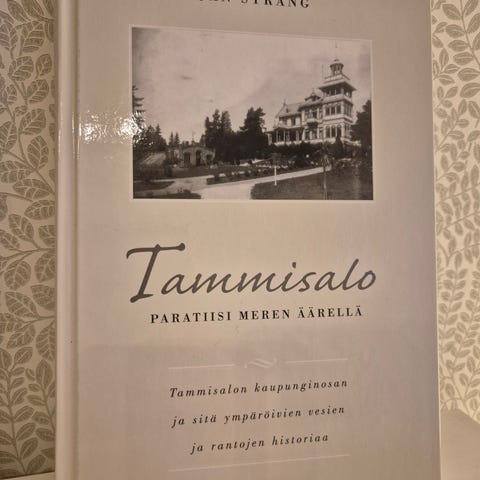 STRANG
Tammisalo
PARATIISI MEREN ÄÄRELLÄ
Tammisalon kaupunginosan
ja sitä ympäröivien vesien
ja rantojen historiaa